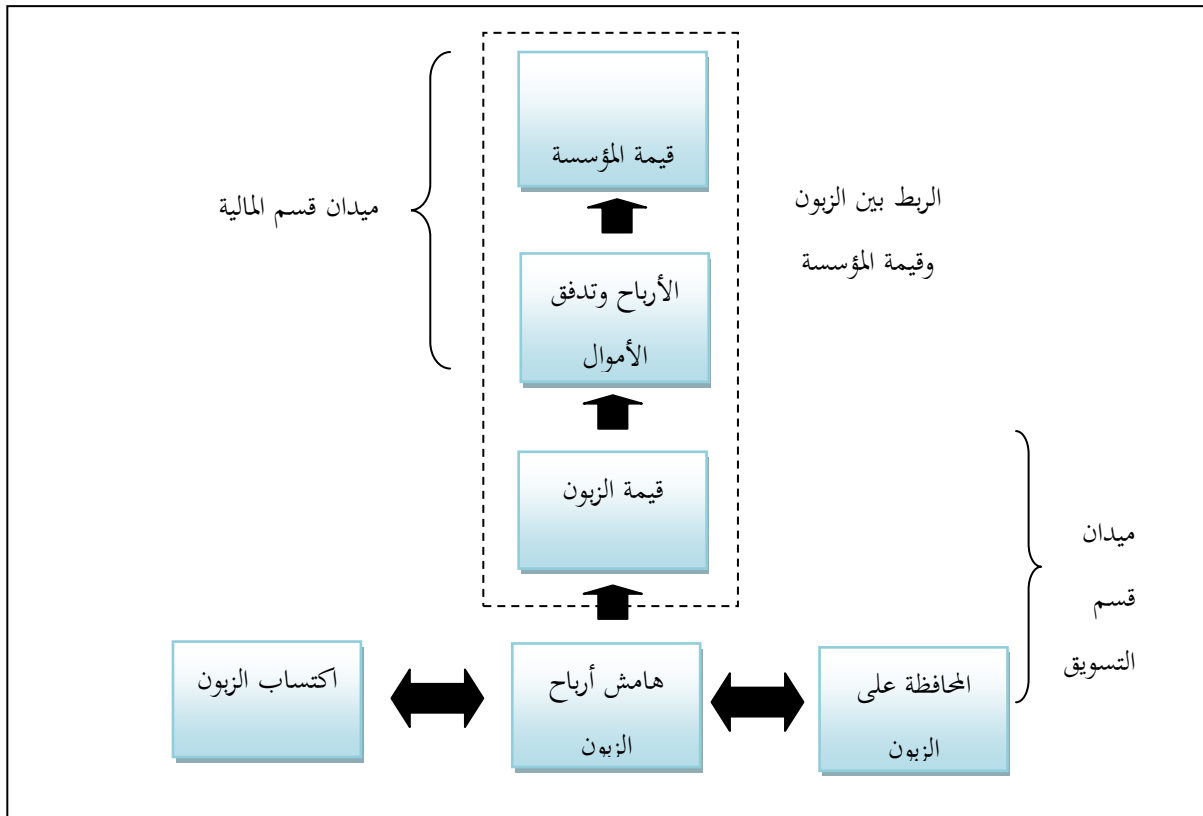 قيمة المؤسسة
ميدان قسم المالية
الربط بين الزبون
وقيمة المؤسسة
الأرباح وتدفق
الأموال
قيمة الزبون
ميدان
قسم
التسويق
المحافظة على
الزبون
هامش أرباح
الزبون
اكتساب الزبون